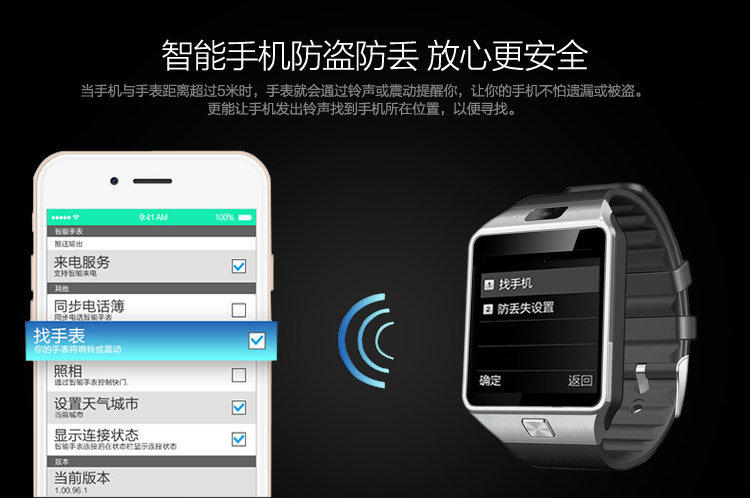 智能手机防盗防丢 放心更安全
当手机与手表距离超过5米时，手表就会通过铃声或震动提醒你，让你的手机不怕遗漏或被盗。
更能让手机发出铃声找到手机所在位置，以便寻找。
9:41 AM 100%
智能手表
推送输出
来电服务
支持智能来电
其他
同步电话簿
同步电话智能手表
找手表
你的手表将响铃或震动
照相
透过智能手表控制快门.
设置天气城市
当前城市
显示连接状态
智能手表连接后在状态栏显示连接状态
版本
当前版本
1.00.96.1
1 找手机
2 防丢失设置
确定 返回